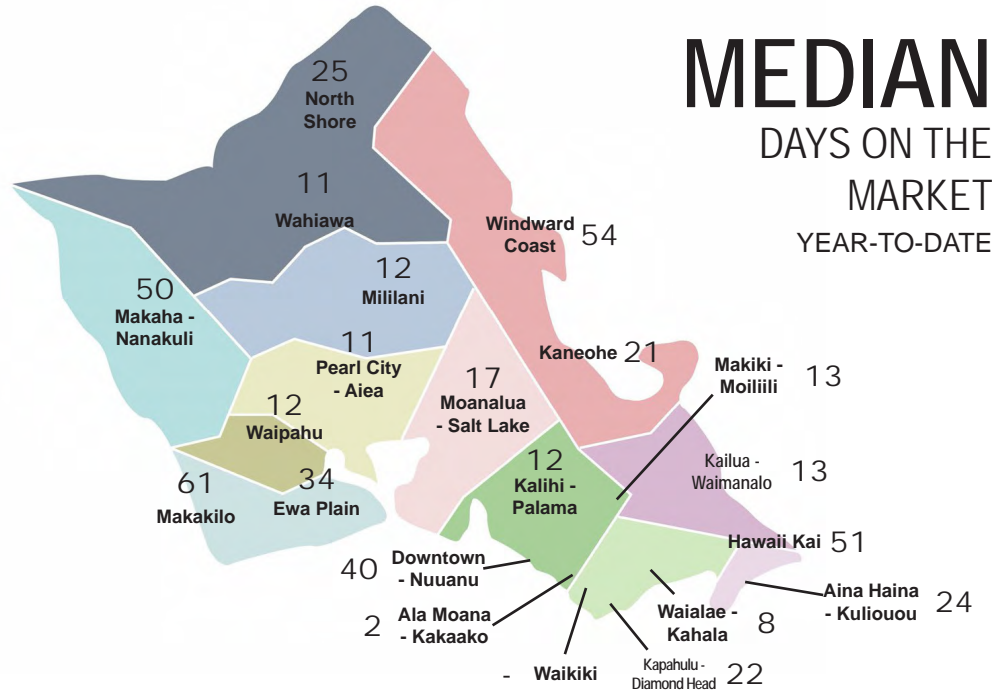 MEDIAN
DAYS ON THE
MARKET
YEAR-TO-DATE
25
North
Shore
11
Wahiawa
Windward
Coast 54
12
Mililani
50
Makaha -
Nanakuli
11
Pearl City
- Aiea
Kaneohe 21
Makiki -
Moiliili 13
17
Moanalua
- Salt Lake
12
Waipahu
12
Kalihi -
Palama
Kailua -
Waimanalo 13
61
Makakilo
34
Ewa Plain
Hawaii Kai 51
40 Downtown
- Nuuanu
Aina Haina
- Kuliouou 24
2 Ala Moana
- Kakaako
Waialae -
Kahala 8
- Waikiki
Kapahulu -
Diamond Head 22